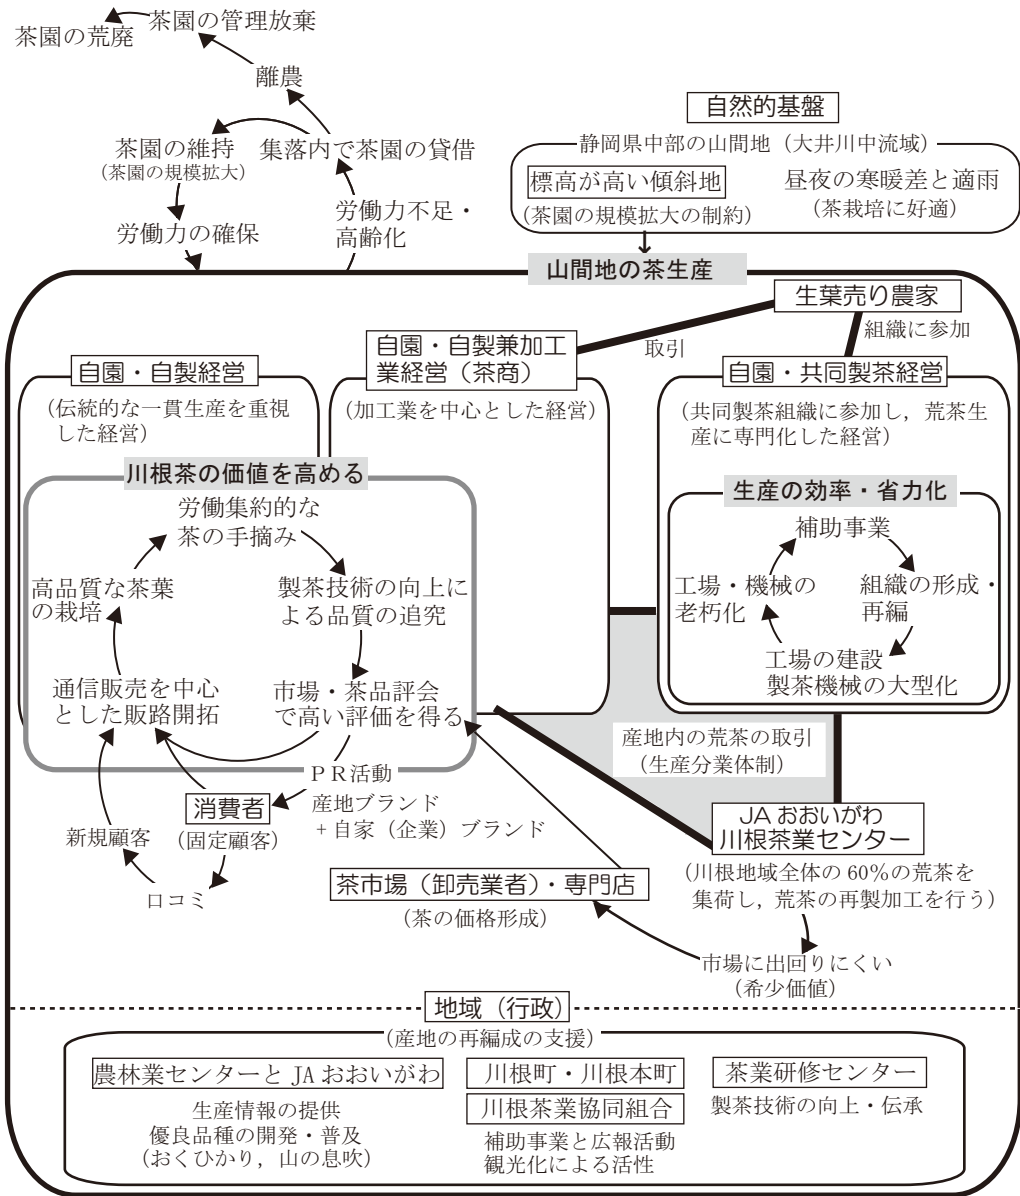 茶園の荒廃
茶園の管理放棄
離農
茶園の維持
(茶園の規模拡大)
集落内で茶園の貸借
労働力の確保
労働力不足・
高齢化
自然的基盤
静岡県中部の山間地（大井川中流域）
標高が高い傾斜地
(茶園の規模拡大の制約)
昼夜の寒暖差と適雨
(茶栽培に好適)
山間地の茶生産
生葉売り農家
取引
組織に参加
自園・自製経営
(伝統的な一貫生産を重視
した経営)
自園・自製兼加工
業経営（茶商）
(加工業を中心とした経営)
自園・共同製茶経営
(共同製茶組織に参加し，荒茶生
産に専門化した経営)
川根茶の価値を高める
労働集約的な
茶の手摘み
製茶技術の向上に
よる品質の追究
市場・茶品評会
で高い評価を得る
通信販売を中心
とした販路開拓
高品質な茶葉
の栽培
生産の効率・省力化
補助事業
組織の形成・
再編
工場の建設
製茶機械の大型化
工場・機械の
老朽化
産地内の荒茶の取引
(生産分業体制)
ＰＲ活動
産地ブランド
+ 自家（企業）ブランド
消費者
(固定顧客)
新規顧客
口コミ
JA おおいがわ
川根茶業センター
(川根地域全体の 60％の荒茶を
集荷し，荒茶の再製加工を行う)
茶市場（卸売業者）・専門店
(茶の価格形成)
市場に出回りにくい
(希少価値)
地域（行政）
(産地の再編成の支援)
農林業センターと JA おおいがわ
生産情報の提供
優良品種の開発・普及
(おくひかり，山の息吹)
川根町・川根本町
川根茶業協同組合
補助事業と広報活動
観光化による活性
茶業研修センター
製茶技術の向上・伝承